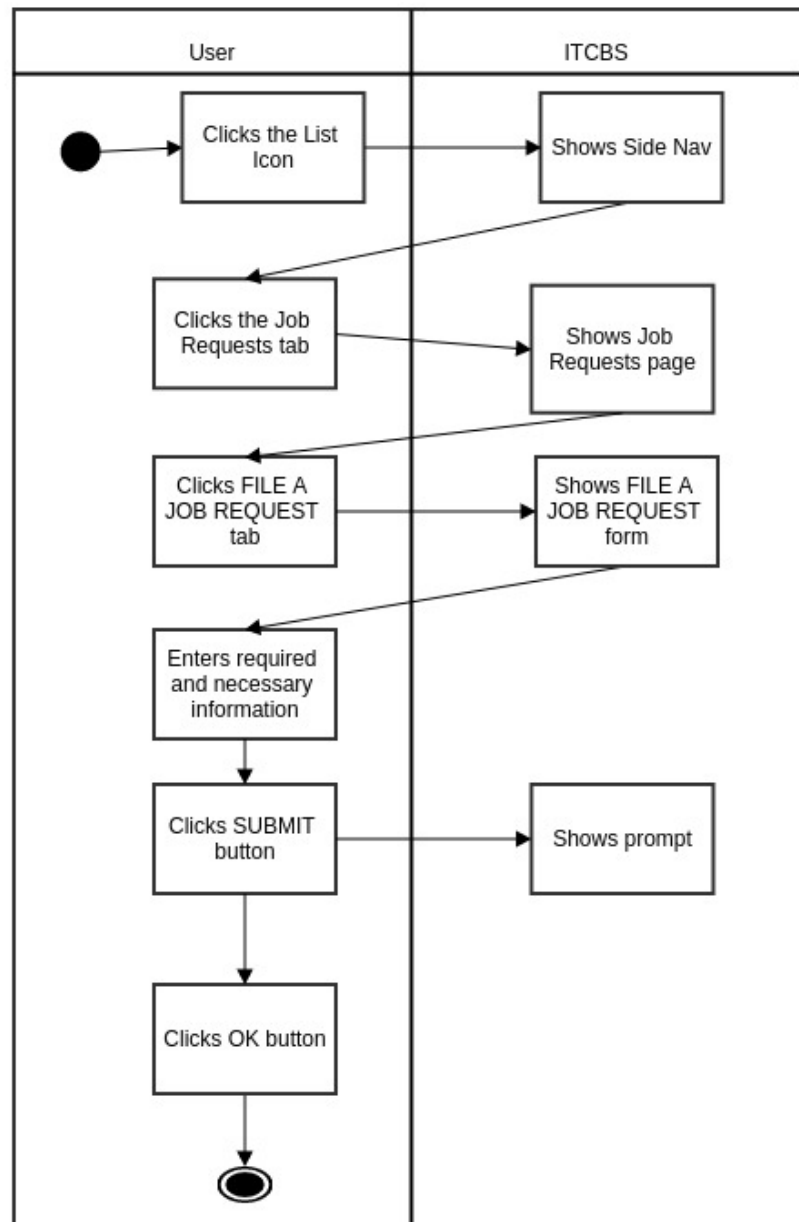 User
ITCBS
Clicks the List
Icon
Shows Side Nav
Clicks the Job
Requests tab
Shows Job
Requests page
Clicks FILE A
JOB REQUEST
tab
Shows FILE A
JOB REQUEST
form
Enters required
and necessary
information
Clicks SUBMIT
button
Shows prompt
Clicks OK button